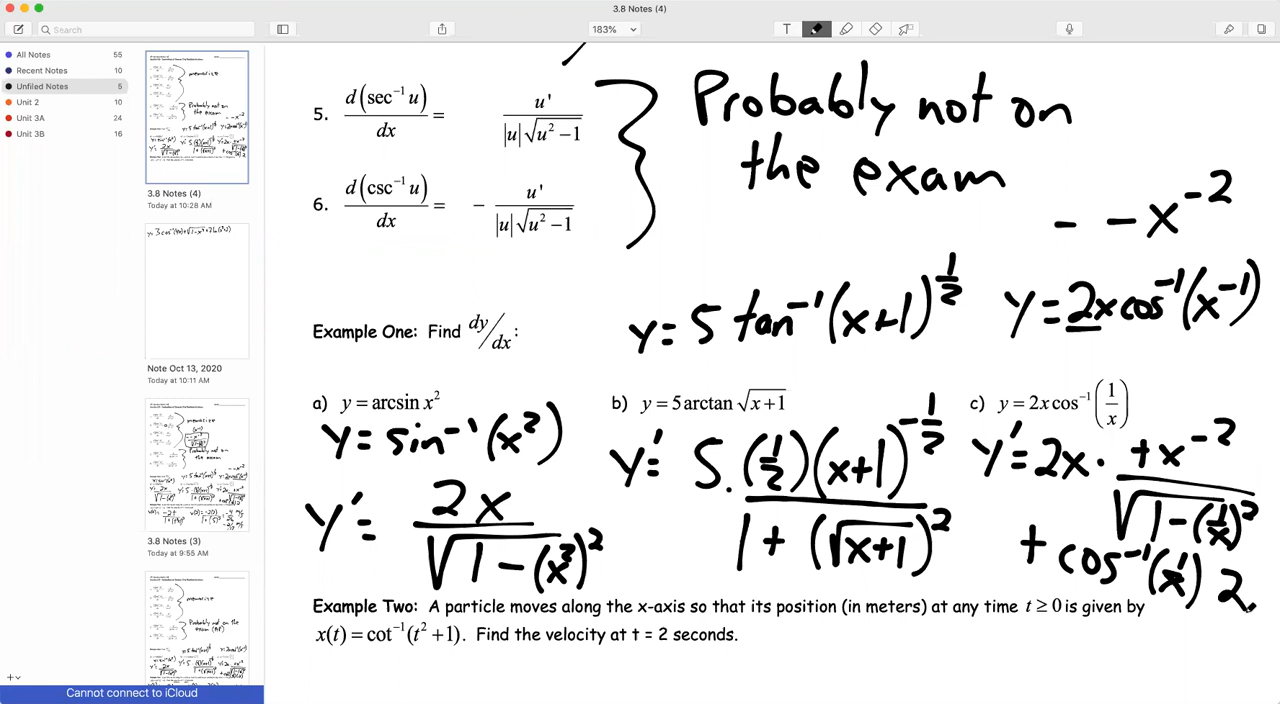 3.8 Notes (4)
Search
183%
T
All Notes 55
Recent Notes 10
Unfiled Notes 5
Unit 2 10
Unit 3A 24
Unit 3B 16
3.8 Notes (4)
Today at 10:28 AM
Note Oct 13, 2020
Today at 10:11 AM
3.8 Notes (3)
Today at 9:55 AM
Cannot connect to iCloud
5. d(sec⁻¹ u)/dx = u'/(|u|√(u² −1))
6. d(csc⁻¹ u)/dx = − u'/(|u|√(u² −1))
Probably not on
the exam
- - x⁻²
y = 5 tan⁻¹(x+1)^(1/2)
y = 2x cos⁻¹(x⁻¹)
Example One: Find dy/dx:
a) y = arcsin x²
b) y = 5 arctan √(x+1)
c) y = 2x cos⁻¹(1/x)
y = sin⁻¹(x²)
y' = 2x/√(1-(x²)²)
y' = 5 · (1/2)(x+1)^(-1/2)/(1 + (√(x+1))²)
y' = 2x · +x⁻²/√(1-(1/x)²)
+ cos⁻¹(1/x) 2
Example Two: A particle moves along the x-axis so that its position (in meters) at any time t ≥ 0 is given by
x(t) = cot⁻¹(t² +1). Find the velocity at t = 2 seconds.